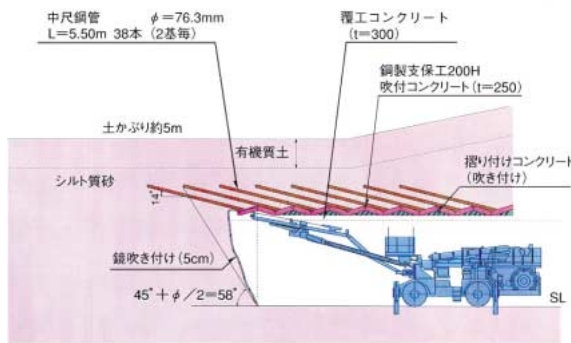 中尺鋼管　　φ=76.3mm
L=5.50m 38本（2基毎）
覆工コンクリート
（t=300）
鋼製支保工200H
吹付コンクリート（t=250）
土かぶり約5m
有機質土
摺り付けコンクリート
（吹き付け）
シルト質砂
14°
鏡吹き付け（5cm）
45°＋φ／2=58°
SL